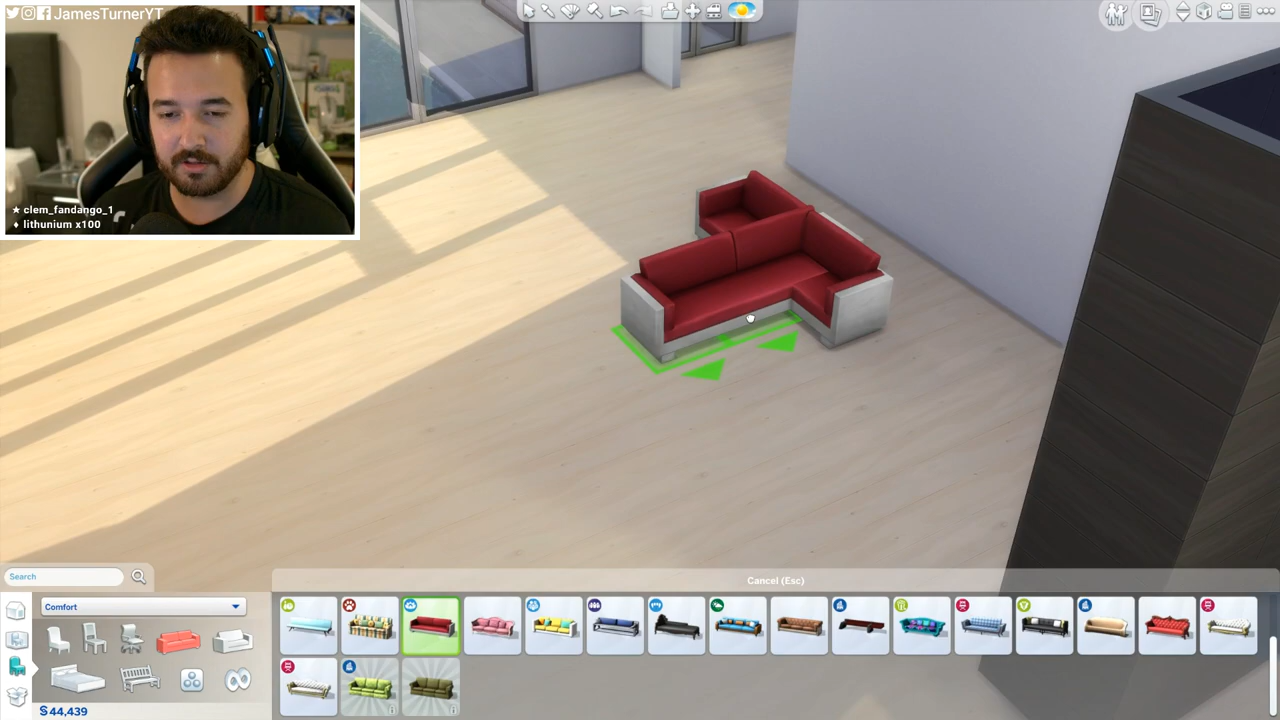 JamesTurnerYT
★ clem_fandango_1
♦ lithunium x100
Cancel (Esc)
Search
Comfort
§44,439